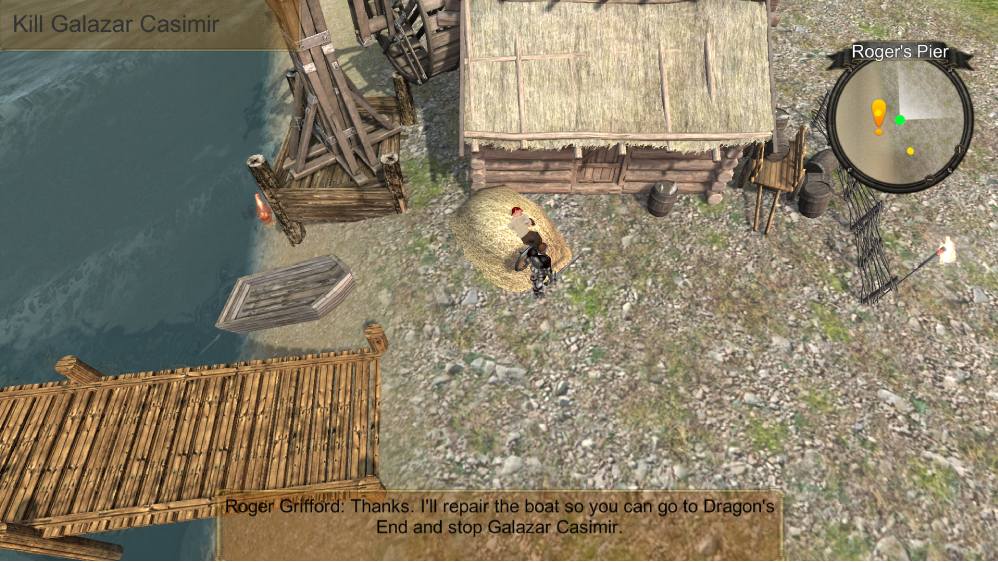 Kill Galazar Casimir
Roger's Pier
Roger Grifford: Thanks. I'll repair the boat so you can go to Dragon's
End and stop Galazar Casimir.